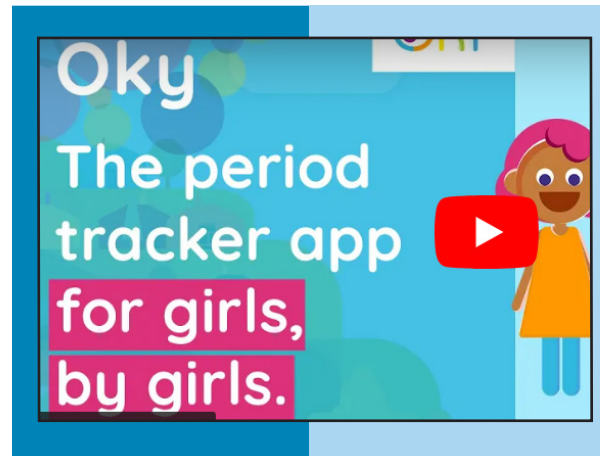 Oky
The period
tracker app
for girls,
by girls.